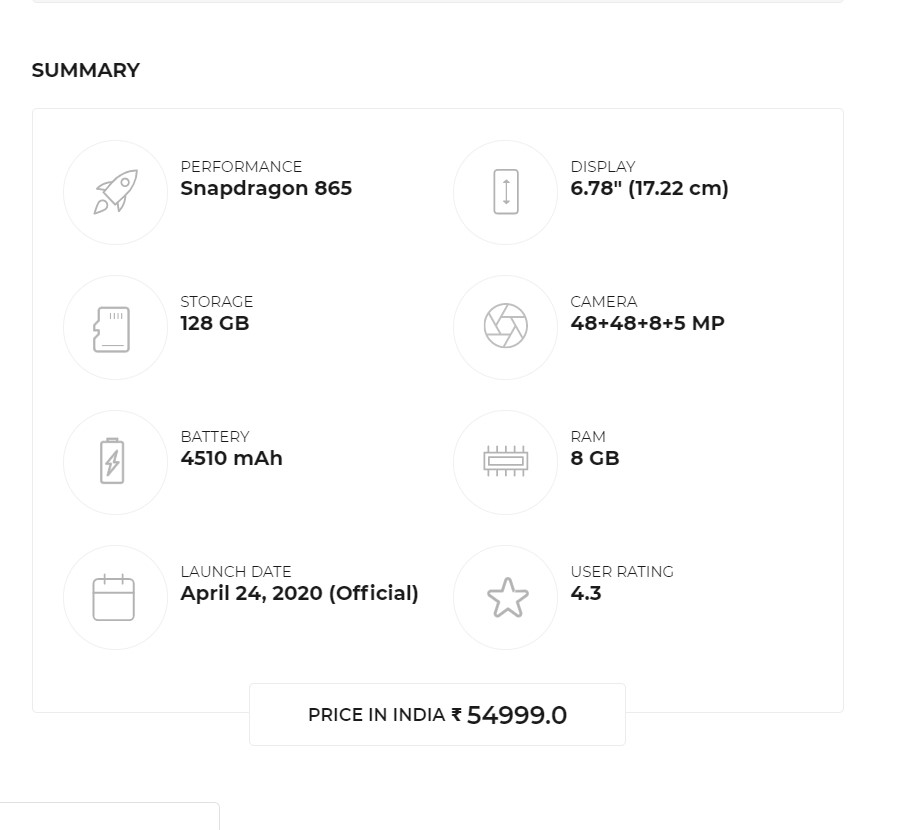 SUMMARY
PERFORMANCE
Snapdragon 865
DISPLAY
6.78" (17.22 cm)
STORAGE
128 GB
CAMERA
48+48+8+5 MP
BATTERY
4510 mAh
RAM
8 GB
LAUNCH DATE
April 24, 2020 (Official)
USER RATING
4.3
PRICE IN INDIA ₹ 54999.0